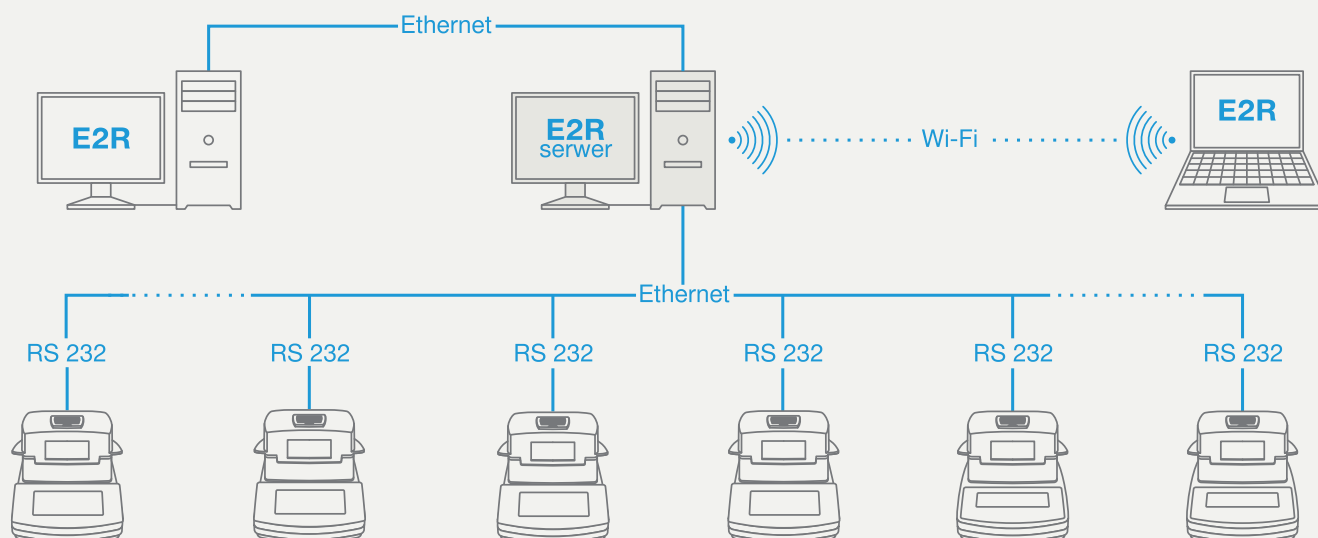 Ethernet
E2R
E2R
serwer
Wi-Fi
E2R
Ethernet
RS 232
RS 232
RS 232
RS 232
RS 232
RS 232